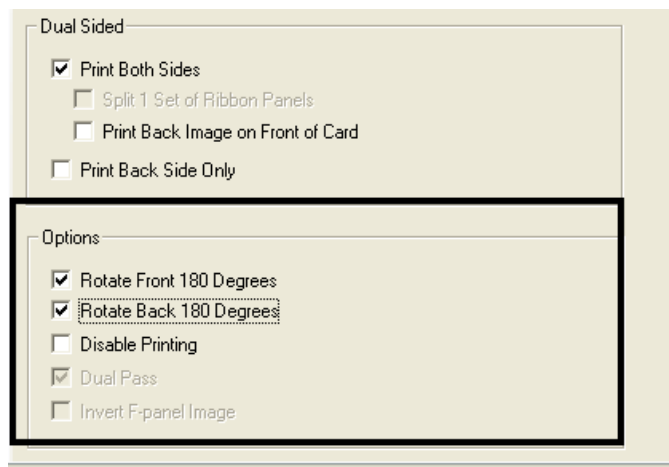 Dual Sided
Print Both Sides
Split 1 Set of Ribbon Panels
Print Back Image on Front of Card
Print Back Side Only
Options
Rotate Front 180 Degrees
Rotate Back 180 Degrees
Disable Printing
Dual Pass
Invert F-panel Image